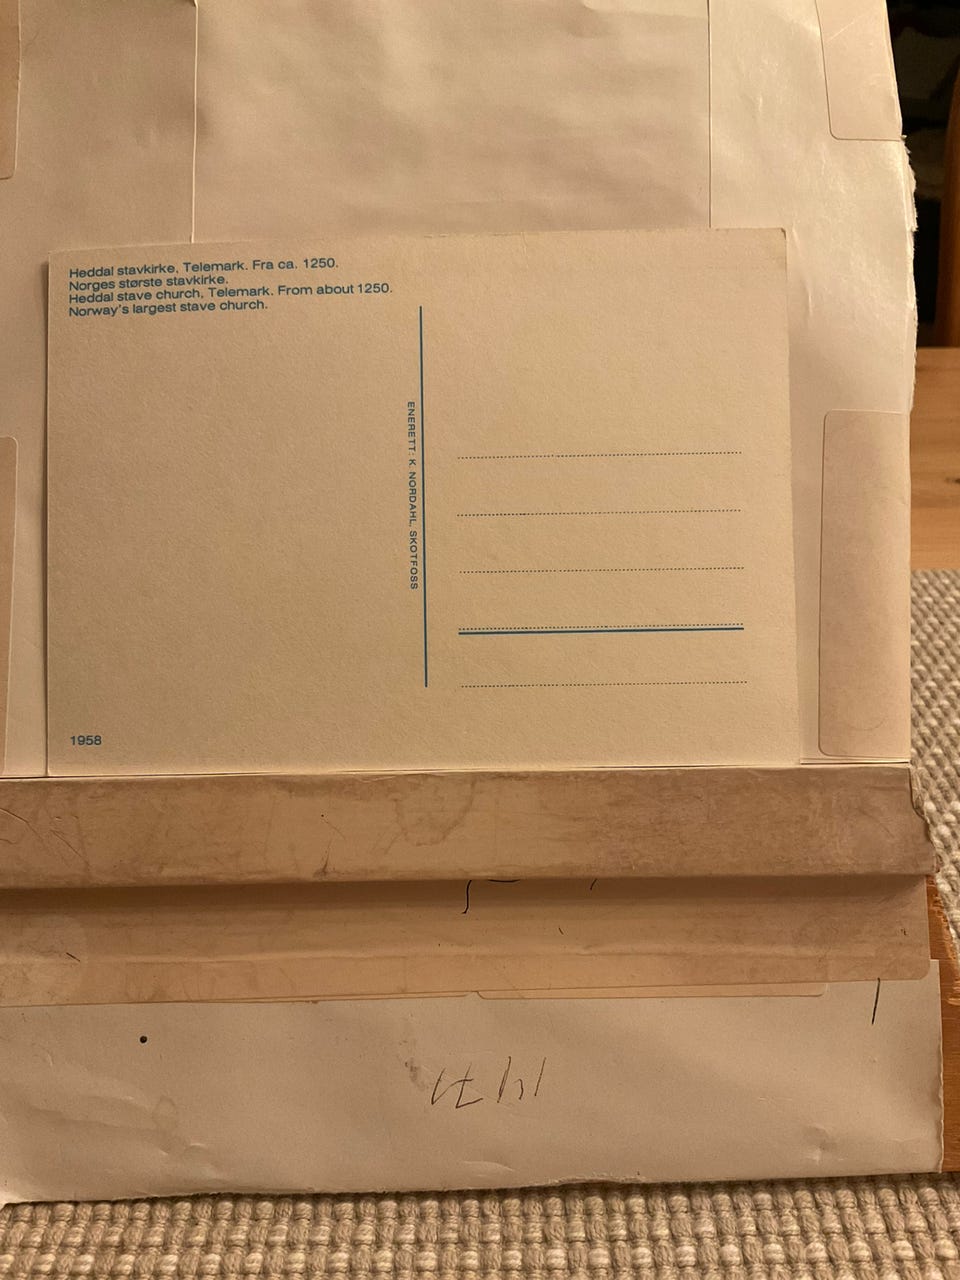 Heddal stavkirke, Telemark. Fra ca. 1250.
Norges største stavkirke.
Heddal stave church, Telemark. From about 1250.
Norway's largest stave church.
ENERETT: K. NORDAHL, SKOTFOSS
1958